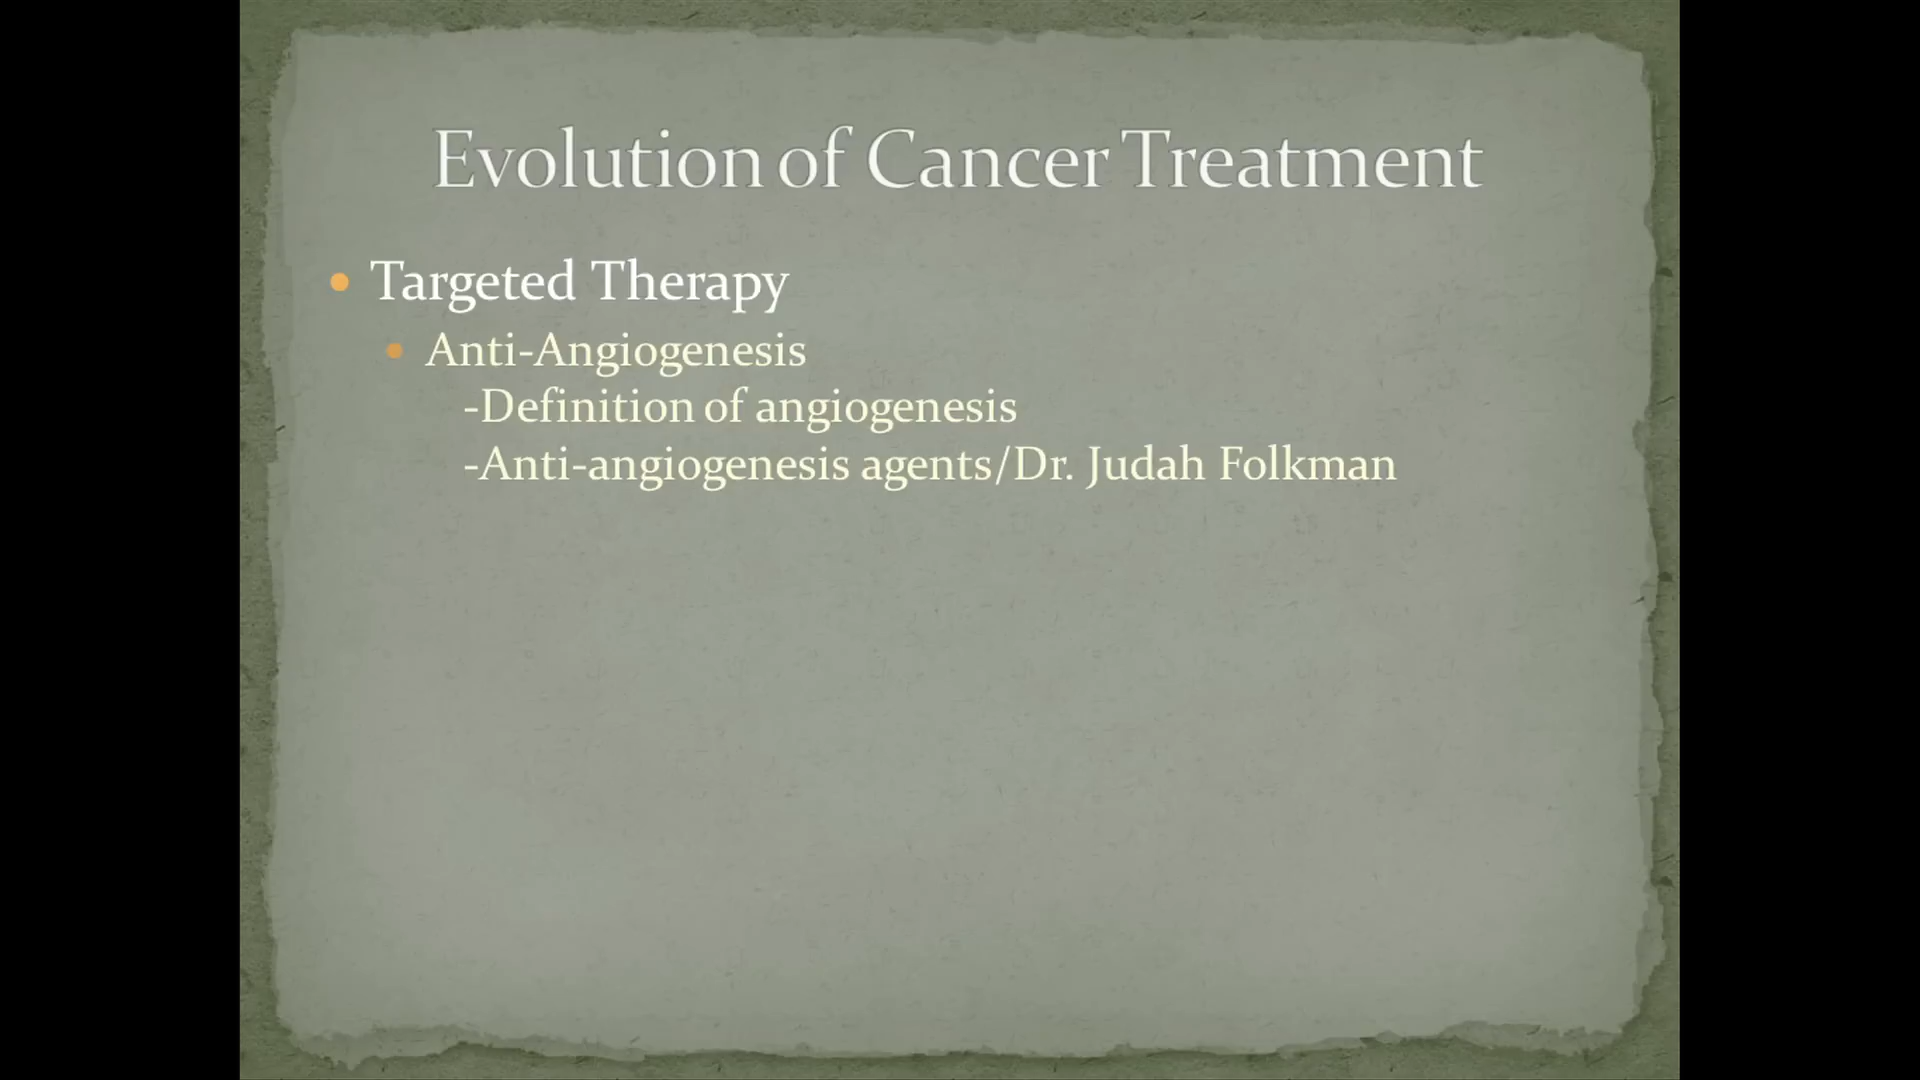 Evolution of Cancer Treatment
Targeted Therapy
Anti-Angiogenesis
-Definition of angiogenesis
-Anti-angiogenesis agents/Dr. Judah Folkman